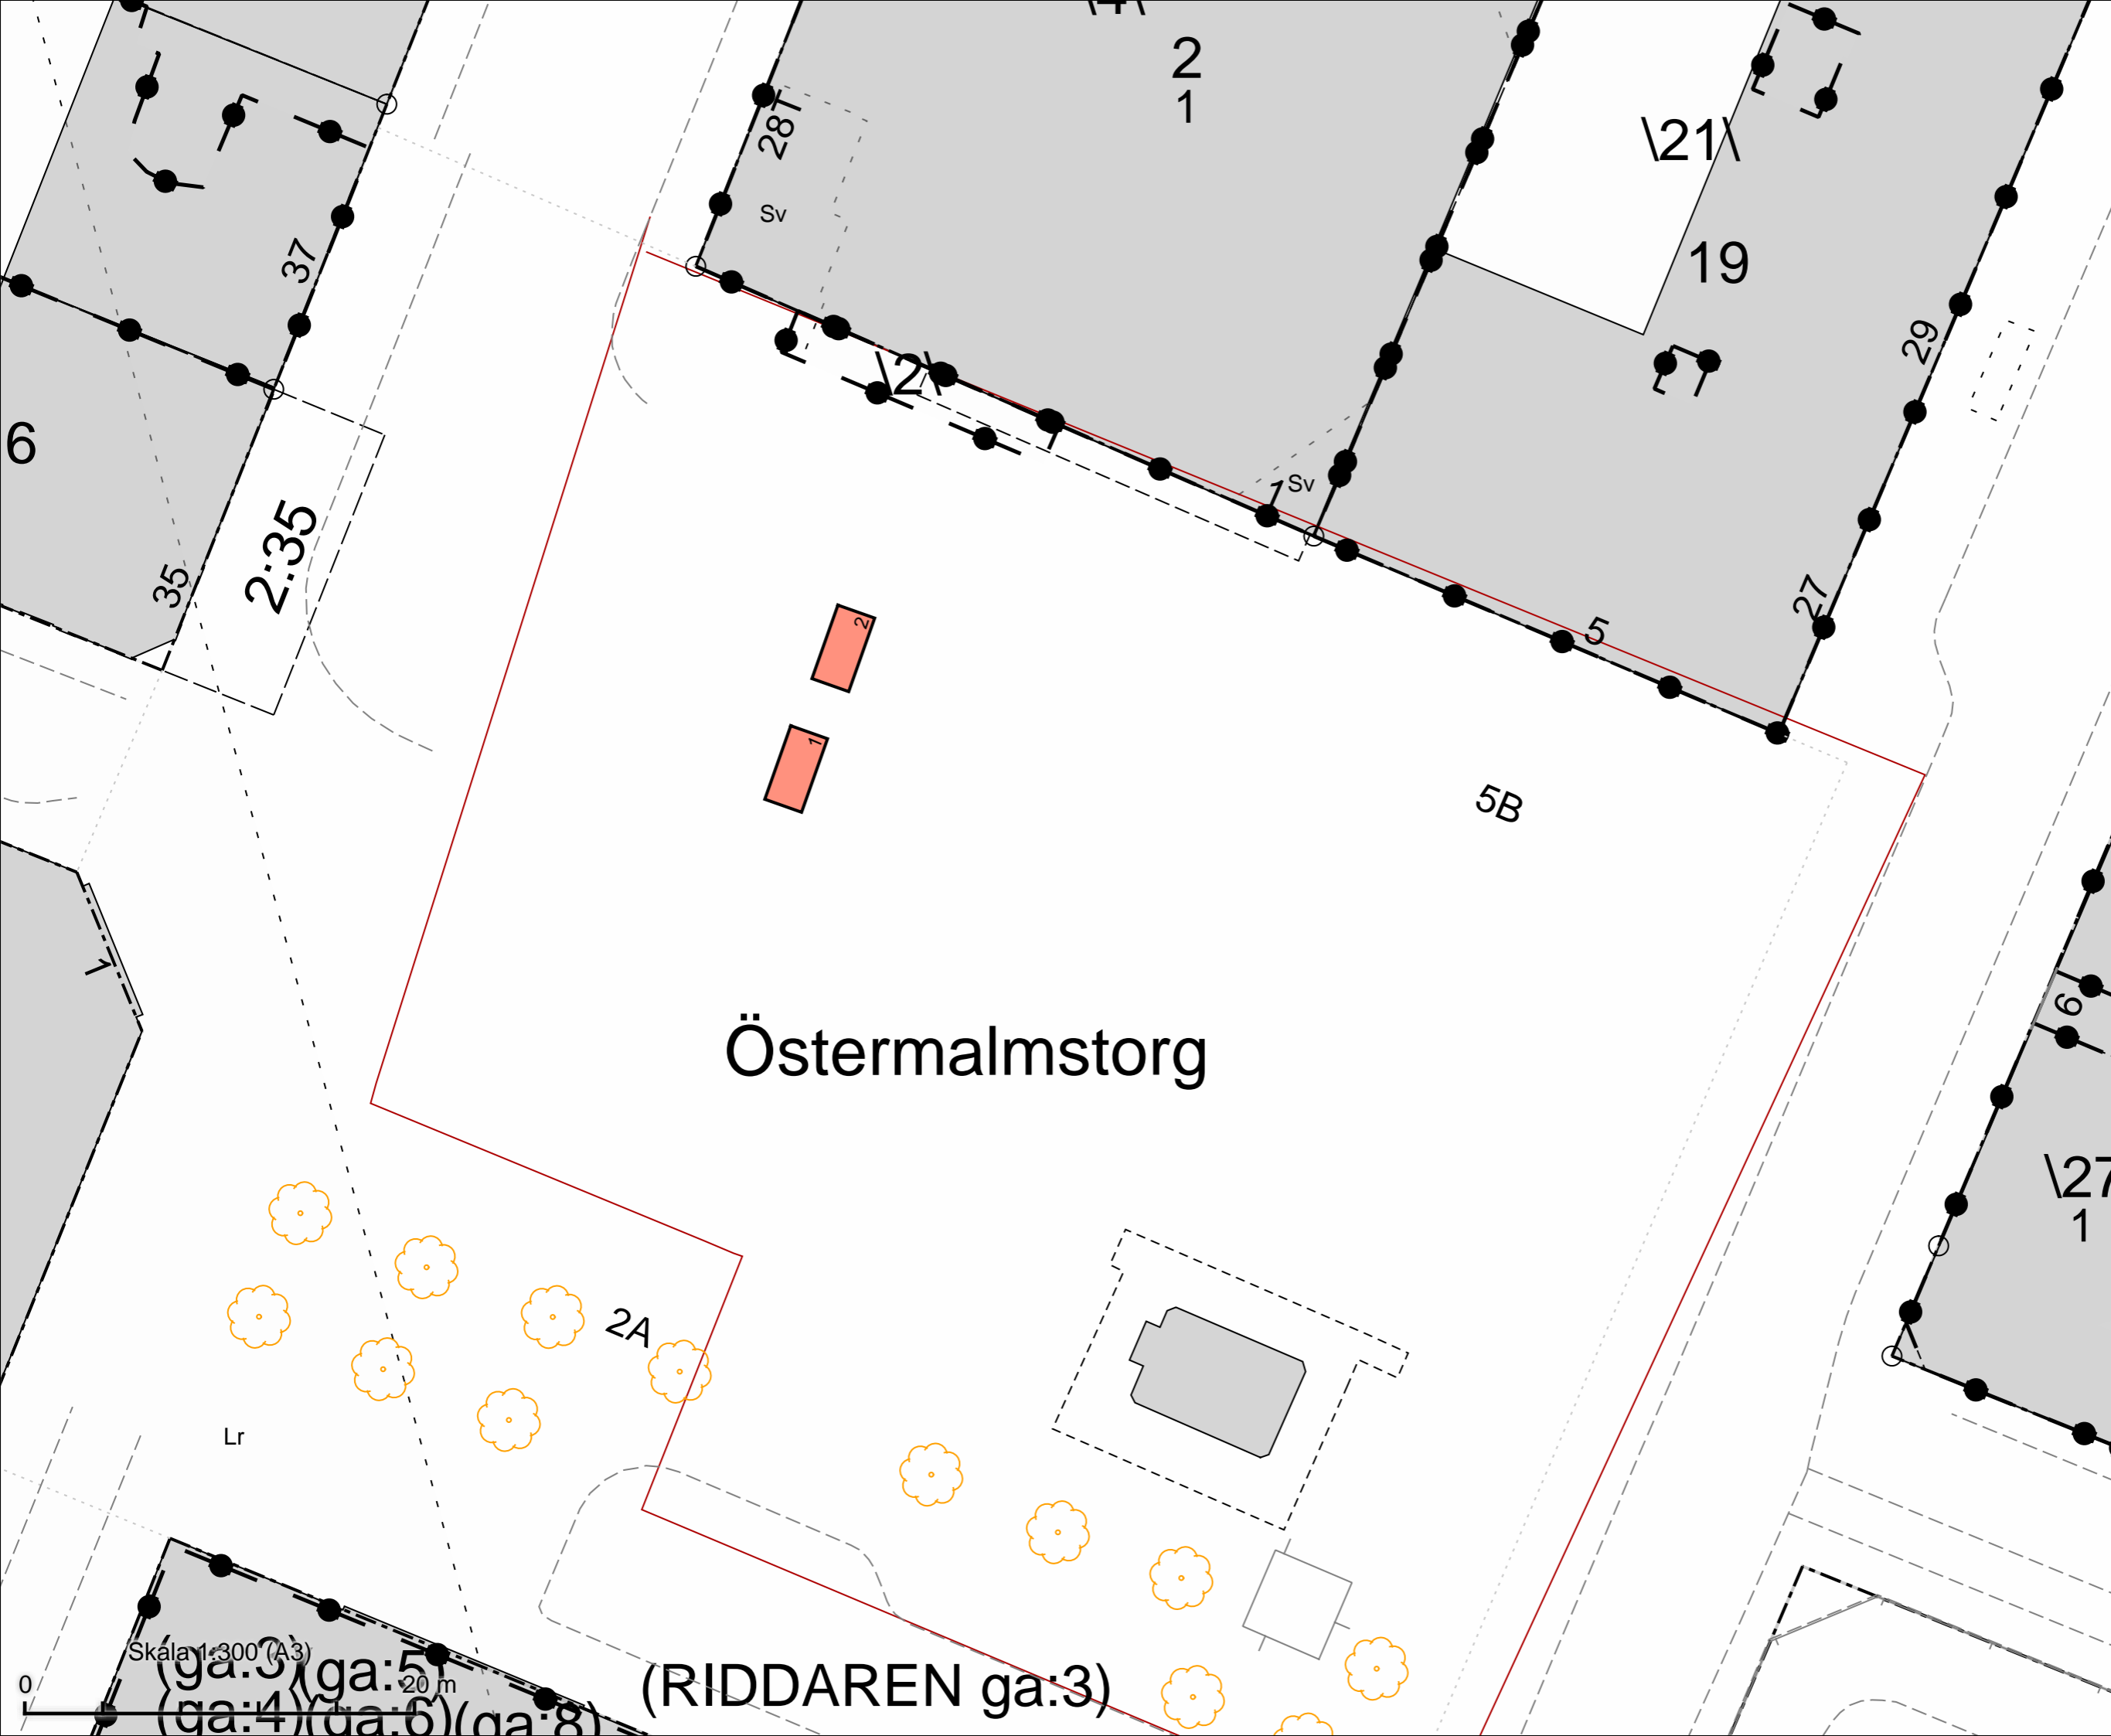 \4\
2
1
\21\
28T
Sv
37
19
29
\2\
6
1
Sv
2:35
35
27
5
2
1
5B
1
6
Östermalmstorg
\27
1
2A
Lr
Skala 1:300 (A3)
(ga:3)(ga:5)
0
20 m
(RIDDAREN ga:3)
(ga:4)(ga:6)(ga:8)